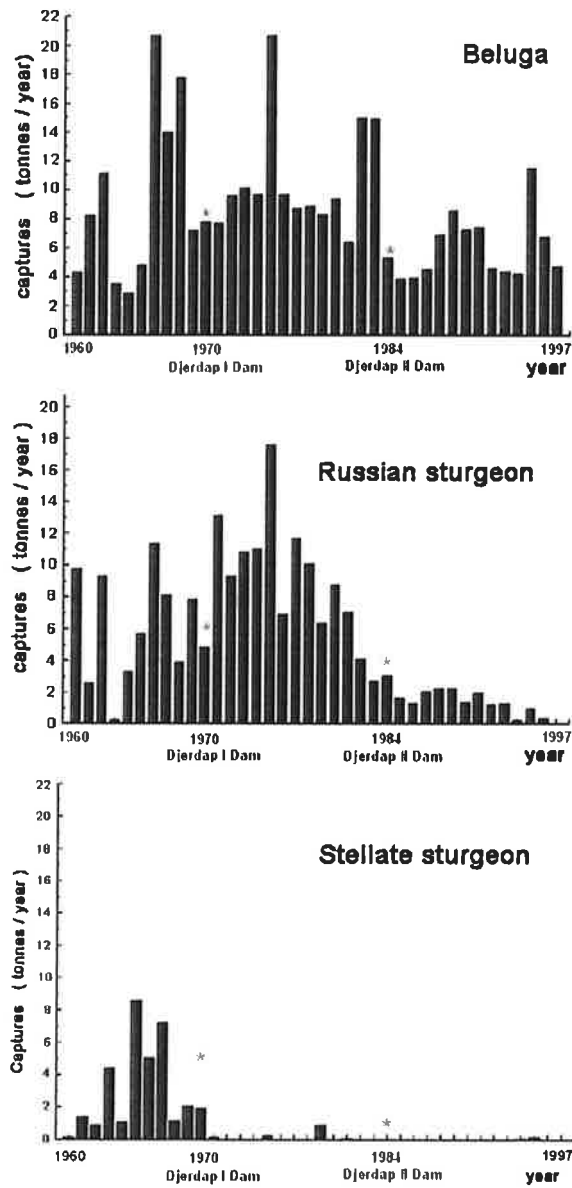 Beluga
captures ( tonnes / year)
22
20
18
16
14
12
10
8
6
4
2
0
1960 1970 1984 1997
Djerdap I Dam Djerdap II Dam year
Russian sturgeon
captures ( tonnes / year)
20
18
16
14
12
10
8
6
4
2
0
1960 1970 1984 1997
Djerdap I Dam Djerdap II Dam year
Stellate sturgeon
Captures ( tonnes / year)
22
20
18
16
14
12
10
8
6
4
2
0
1960 1970 1984 1997
Djerdap I Dam Djerdap II Dam year